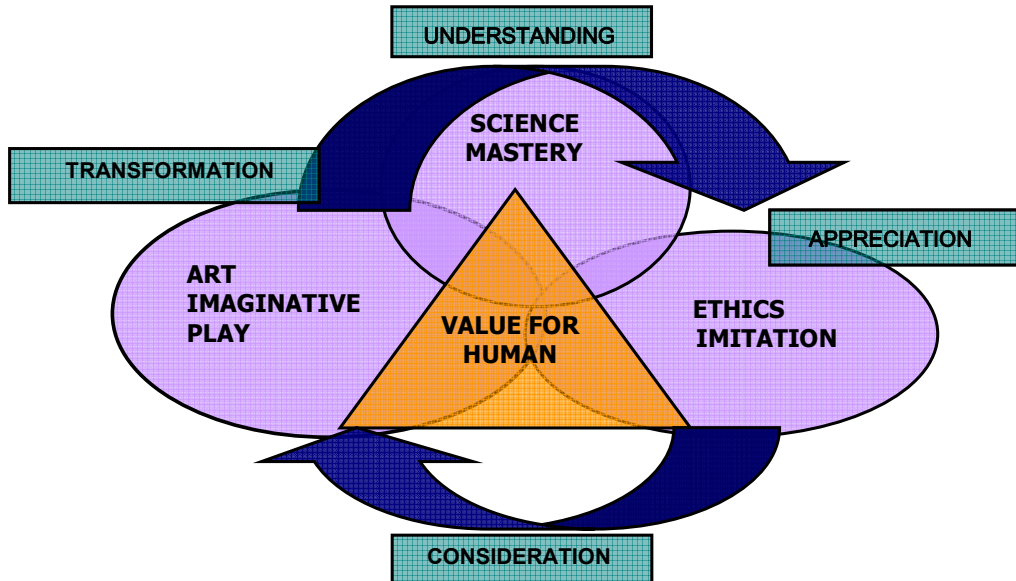 UNDERSTANDING
SCIENCE
MASTERY
TRANSFORMATION
APPRECIATION
ART
IMAGINATIVE
PLAY
ETHICS
IMITATION
VALUE FOR
HUMAN
CONSIDERATION